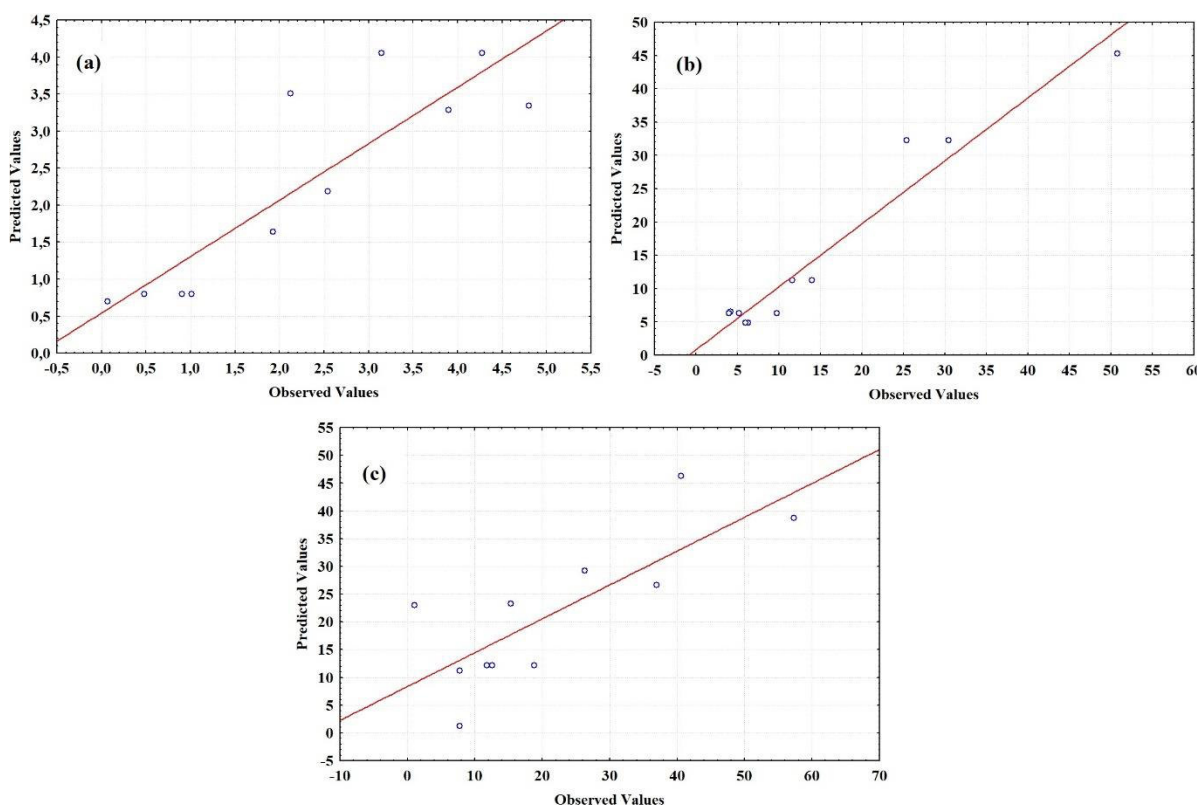 4,5
4,0
3,5
3,0
2,5
2,0
1,5
1,0
0,5
0,0
Predicted Values
(a)
-0,5 0,0 0,5 1,0 1,5 2,0 2,5 3,0 3,5 4,0 4,5 5,0 5,5
Observed Values
50
45
40
35
30
25
20
15
10
5
0
Predicted Values
(b)
-5 0 5 10 15 20 25 30 35 40 45 50 55 60
Observed Values
55
50
45
40
35
30
25
20
15
10
5
0
-5
Predicted Values
(c)
-10 0 10 20 30 40 50 60 70
Observed Values